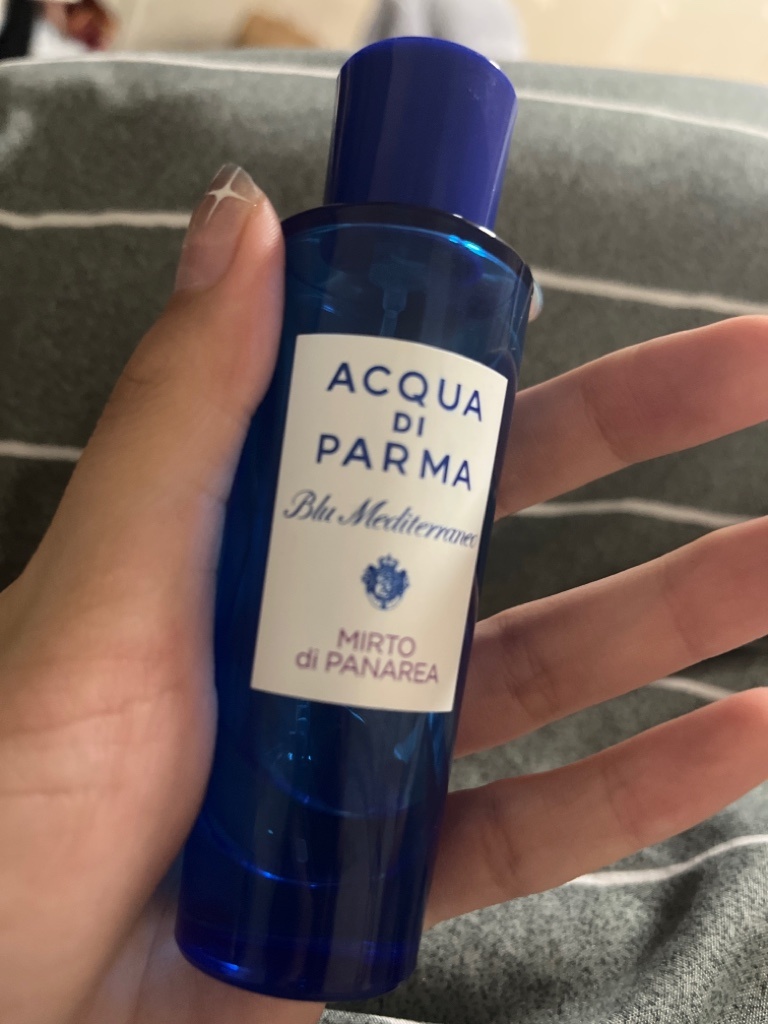 ACQUA
DI
PARMA
Blu Mediterraneo
MIRTO
di PANAREA